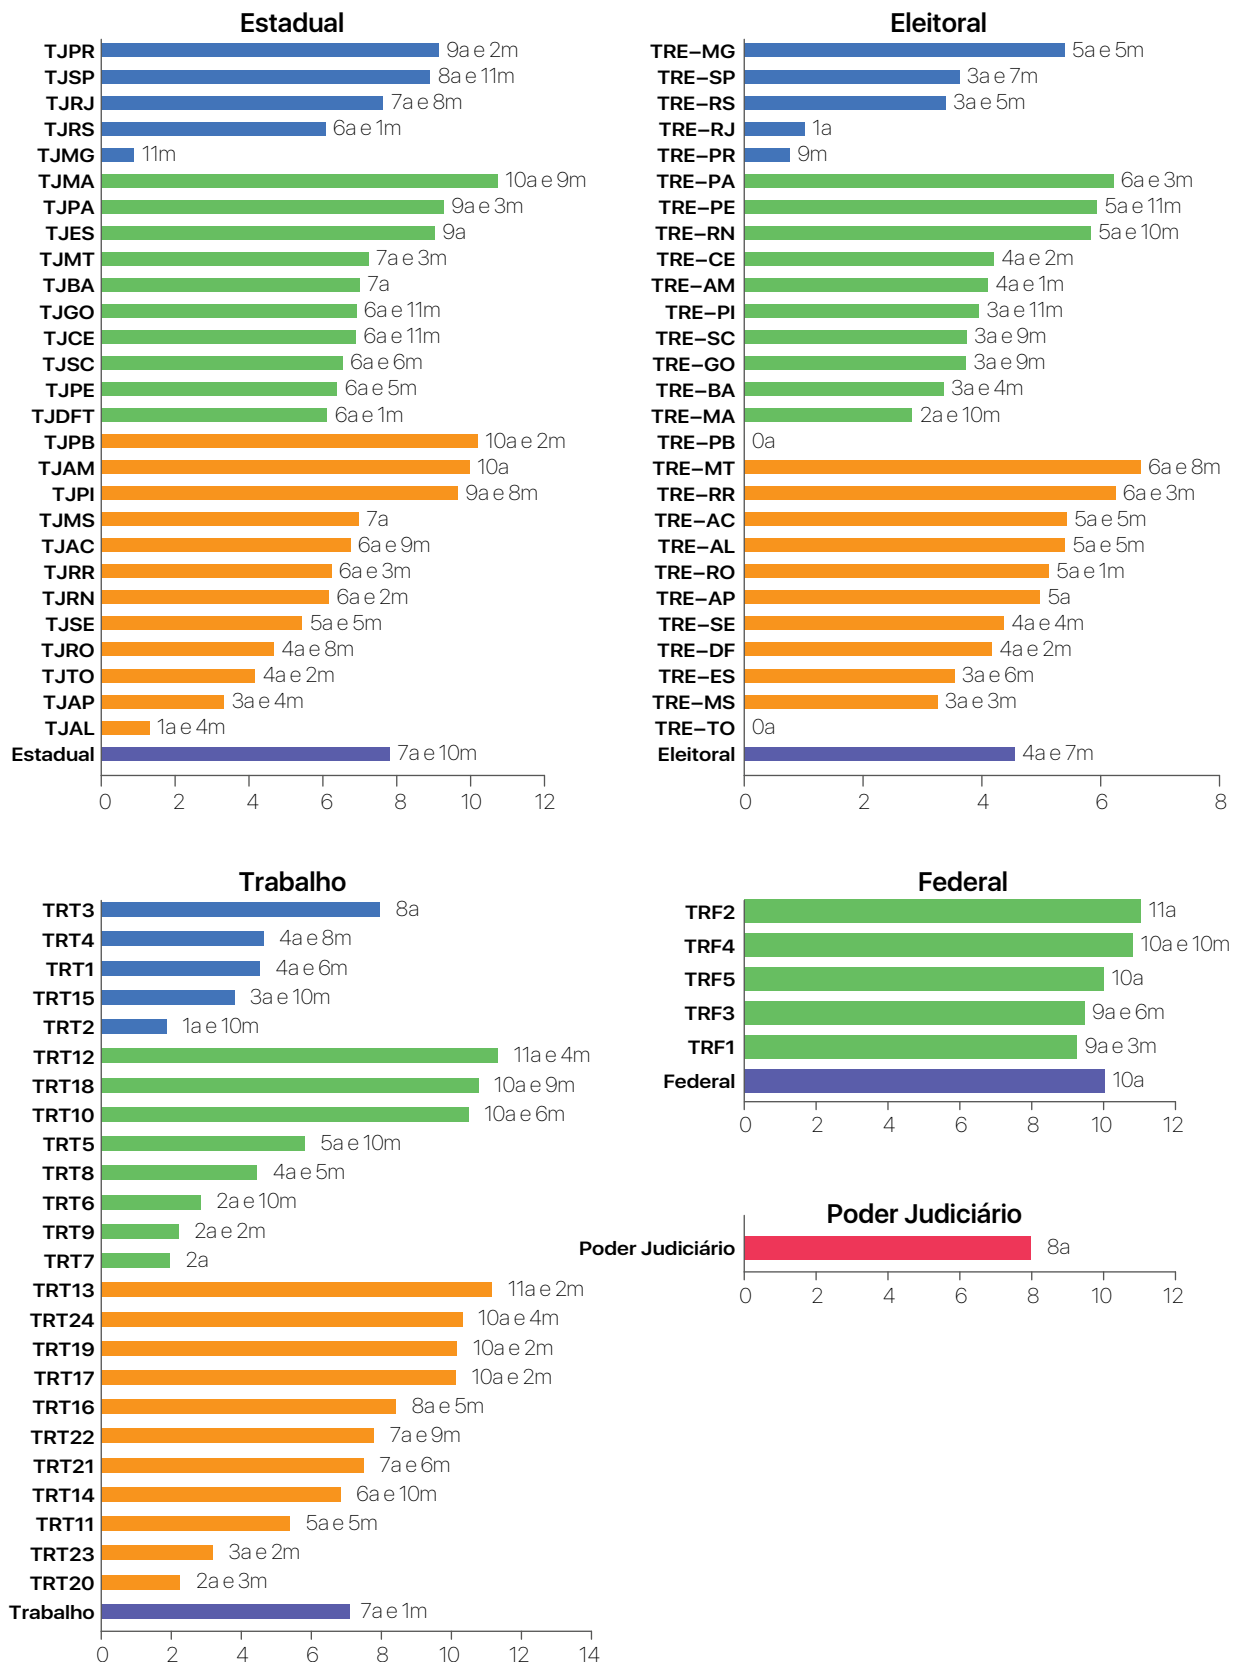 Estadual
TJPR 9a e 2m
TJSP 8a e 11m
TJRJ 7a e 8m
TJRS 6a e 1m
TJMG 11m
TJMA 10a e 9m
TJPA 9a e 3m
TJES 9a
TJMT 7a e 3m
TJBA 7a
TJGO 6a e 11m
TJCE 6a e 11m
TJSC 6a e 6m
TJPE 6a e 5m
TJDFT 6a e 1m
TJPB 10a e 2m
TJAM 10a
TJPI 9a e 8m
TJMS 7a
TJAC 6a e 9m
TJRR 6a e 3m
TJRN 6a e 2m
TJSE 5a e 5m
TJRO 4a e 8m
TJTO 4a e 2m
TJAP 3a e 4m
TJAL 1a e 4m
Estadual 7a e 10m
0 2 4 6 8 10 12
Eleitoral
TRE–MG 5a e 5m
TRE–SP 3a e 7m
TRE–RS 3a e 5m
TRE–RJ 1a
TRE–PR 9m
TRE–PA 6a e 3m
TRE–PE 5a e 11m
TRE–RN 5a e 10m
TRE–CE 4a e 2m
TRE–AM 4a e 1m
TRE–PI 3a e 11m
TRE–SC 3a e 9m
TRE–GO 3a e 9m
TRE–BA 3a e 4m
TRE–MA 2a e 10m
TRE–PB 0a
TRE–MT 6a e 8m
TRE–RR 6a e 3m
TRE–AC 5a e 5m
TRE–AL 5a e 5m
TRE–RO 5a e 1m
TRE–AP 5a
TRE–SE 4a e 4m
TRE–DF 4a e 2m
TRE–ES 3a e 6m
TRE–MS 3a e 3m
TRE–TO 0a
Eleitoral 4a e 7m
0 2 4 6 8
Trabalho
TRT3 8a
TRT4 4a e 8m
TRT1 4a e 6m
TRT15 3a e 10m
TRT2 1a e 10m
TRT12 11a e 4m
TRT18 10a e 9m
TRT10 10a e 6m
TRT5 5a e 10m
TRT8 4a e 5m
TRT6 2a e 10m
TRT9 2a e 2m
TRT7 2a
TRT13 11a e 2m
TRT24 10a e 4m
TRT19 10a e 2m
TRT17 10a e 2m
TRT16 8a e 5m
TRT22 7a e 9m
TRT21 7a e 6m
TRT14 6a e 10m
TRT11 5a e 5m
TRT23 3a e 2m
TRT20 2a e 3m
Trabalho 7a e 1m
0 2 4 6 8 10 12 14
Federal
TRF2 11a
TRF4 10a e 10m
TRF5 10a
TRF3 9a e 6m
TRF1 9a e 3m
Federal 10a
0 2 4 6 8 10 12
Poder Judiciário
Poder Judiciário 8a
0 2 4 6 8 10 12